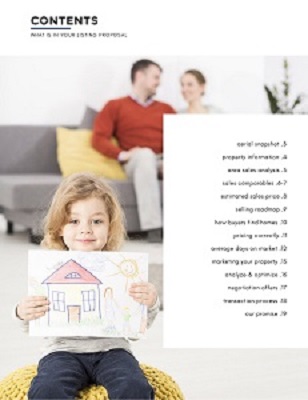 CONTENTS
WHAT IS IN YOUR LISTING PROPOSAL
aerial snapshot .3
property information .4
area sales analysis .5
sales comparables .6-7
estimated sales price .8
selling roadmap .9
how buyers find homes .10
pricing correctly .11
average days on market .12
marketing your property .15
analyze & optimize .16
negotiation offers .17
transaction process .18
our promise .19